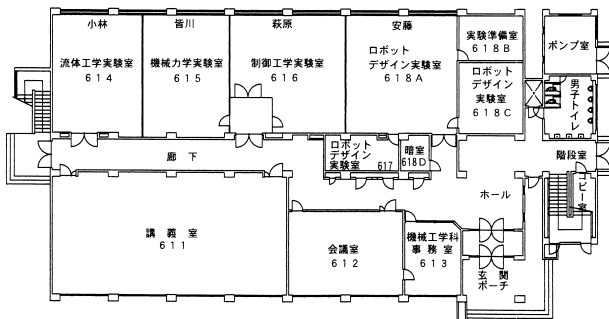 小林
皆川
萩原
安藤
流体工学実験室
614
機械力学実験室
615
制御工学実験室
616
ロボット
デザイン実験室
618A
実験準備室
618B
ポンプ室
ロボット
デザイン
実験室
618C
男子トイレ
廊下
ロボット
デザイン
実験室 617
暗室
618D
階段室
コピー室
ホール
講義室
611
会議室
612
機械工学科
事務室
613
玄関
ポーチ